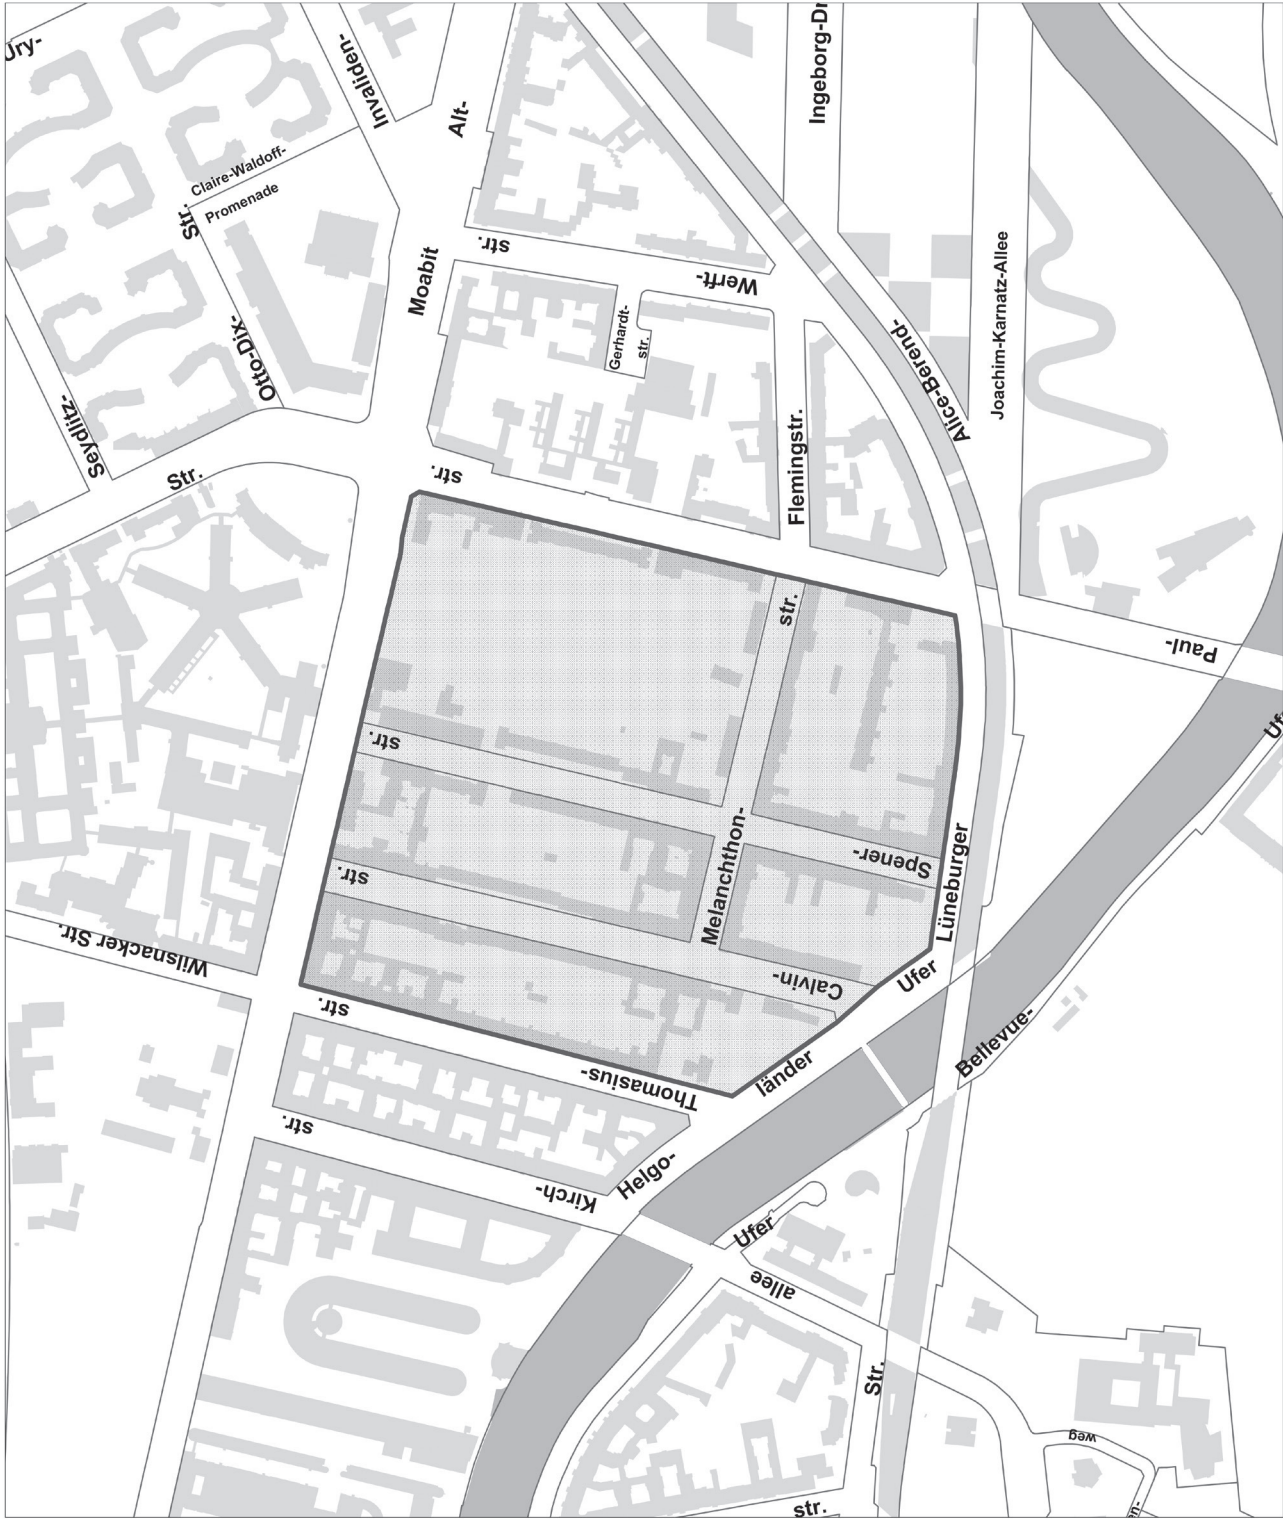 Ury-
Invaliden-
Alt-
Ingeborg-Dr
Claire-Waldoff-
Promenade
Str.
Moabit
str.
Werft-
Gerhardt-
str.
Otto-Dix-
Seydlitz-
Str.
str.
Flemingstr.
Alice-Berend-
Joachim-Karnatz-Allee
Paul-
str.
Ufe
str.
Melanchthon-
Spener-
Lüneburger
str.
Calvin-
Ufer
Wilsnacker Str.
str.
Thomasius-
länder
Bellevue-
str.
Kirch-
Helgo-
Ufer
allee
Str.
weg
en-
str.